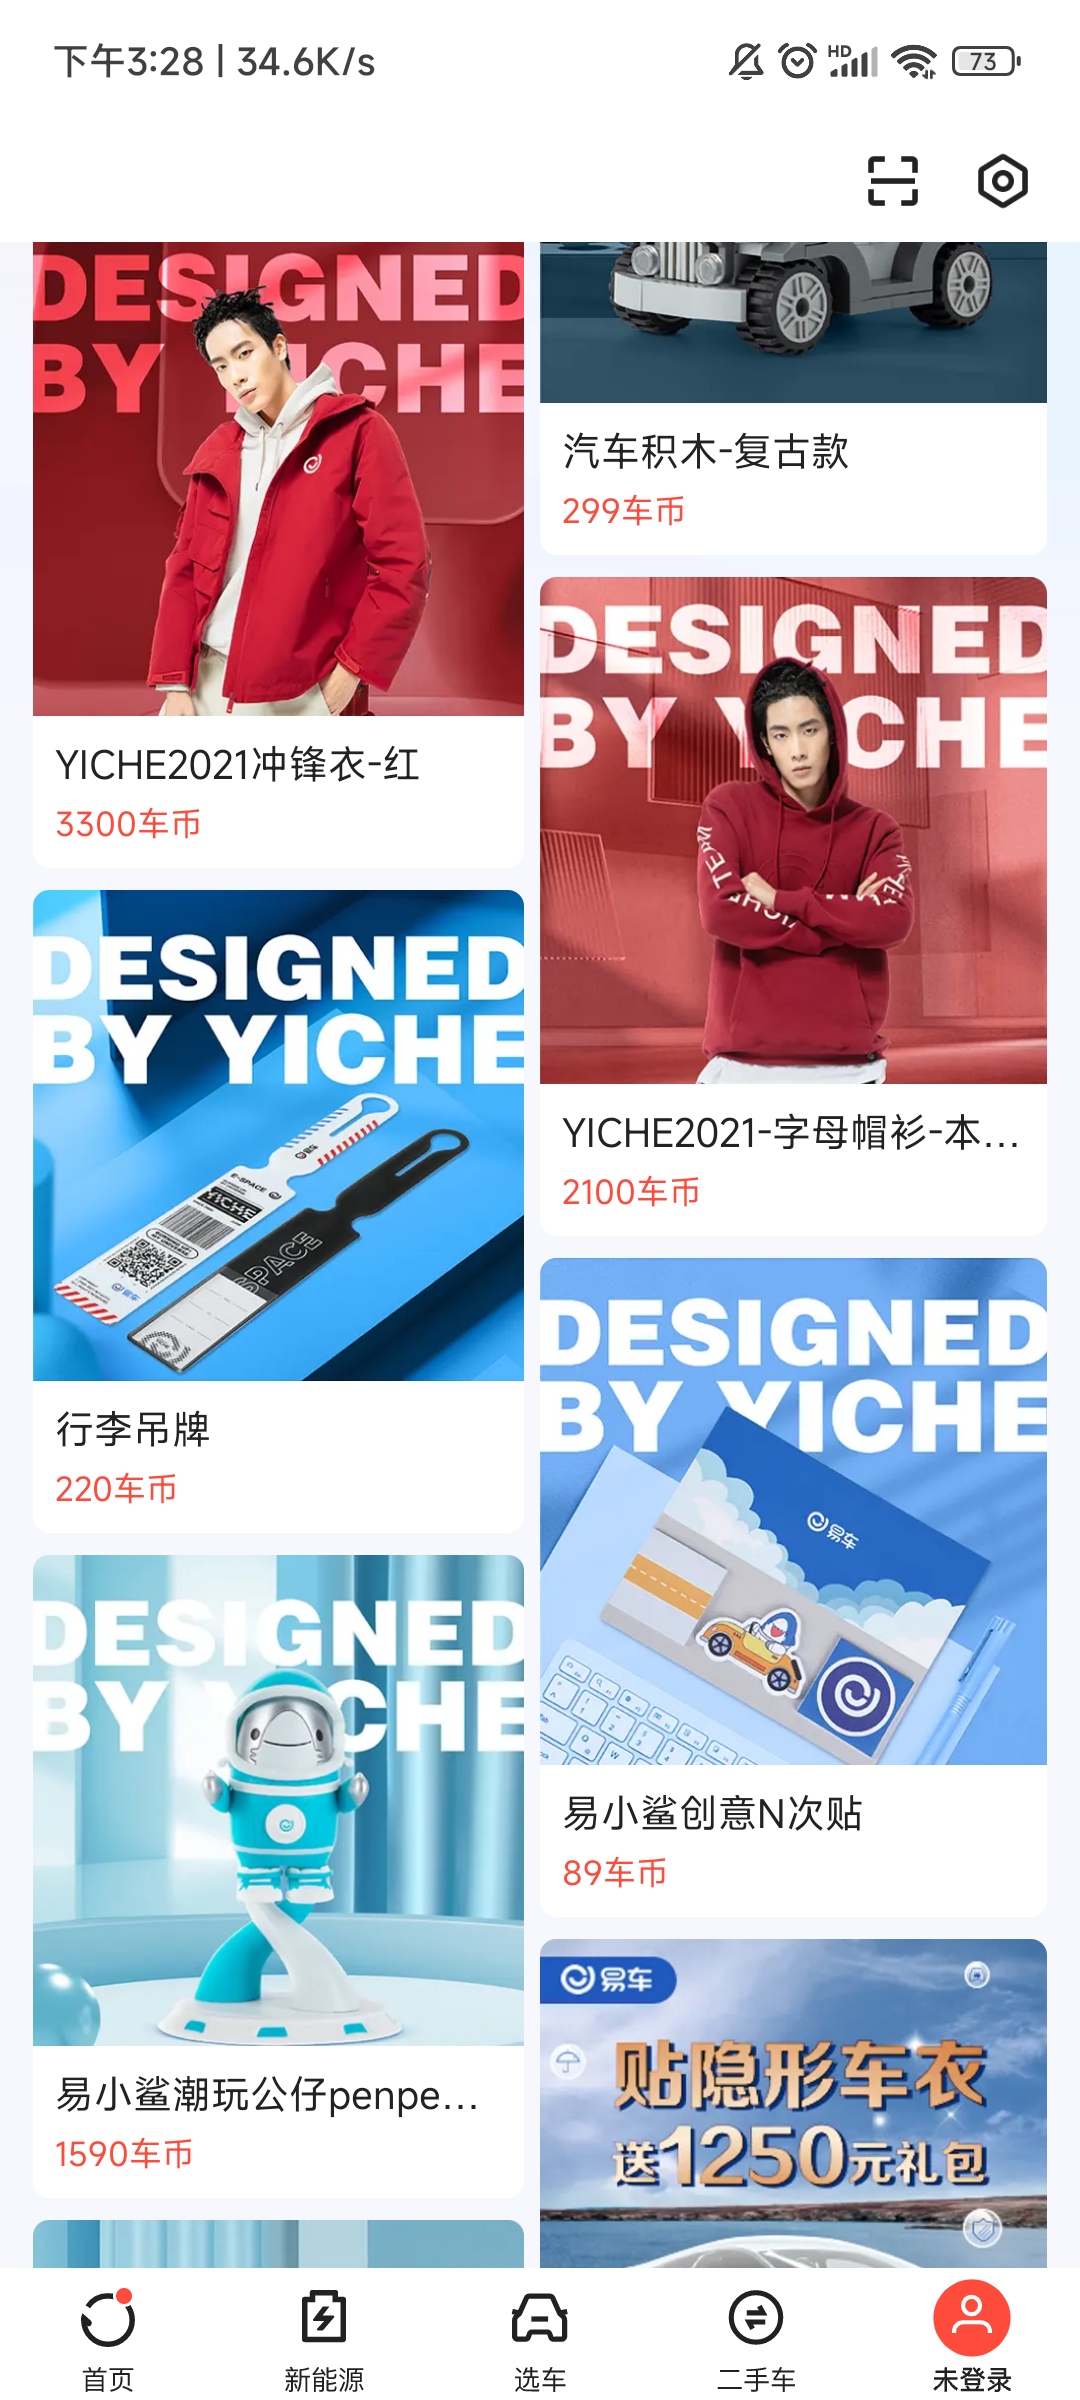 下午3:28 | 34.6K/s
HD
73
DESIGNED
BY YICHE
YICHE2021冲锋衣-红
3300车币
汽车积木-复古款
299车币
DESIGNED
BY YICHE
YICHE2021-字母帽衫-本...
2100车币
DESIGNED
BY YICHE
E-SPACE
YICHE
SPACE
行李吊牌
220车币
DESIGNED
BY YICHE
易车
易小鲨创意N次贴
89车币
DESIGNED
BY YICHE
易小鲨潮玩公仔penpe...
1590车币
易车
贴隐形车衣
送1250元礼包
首页
新能源
选车
二手车
未登录